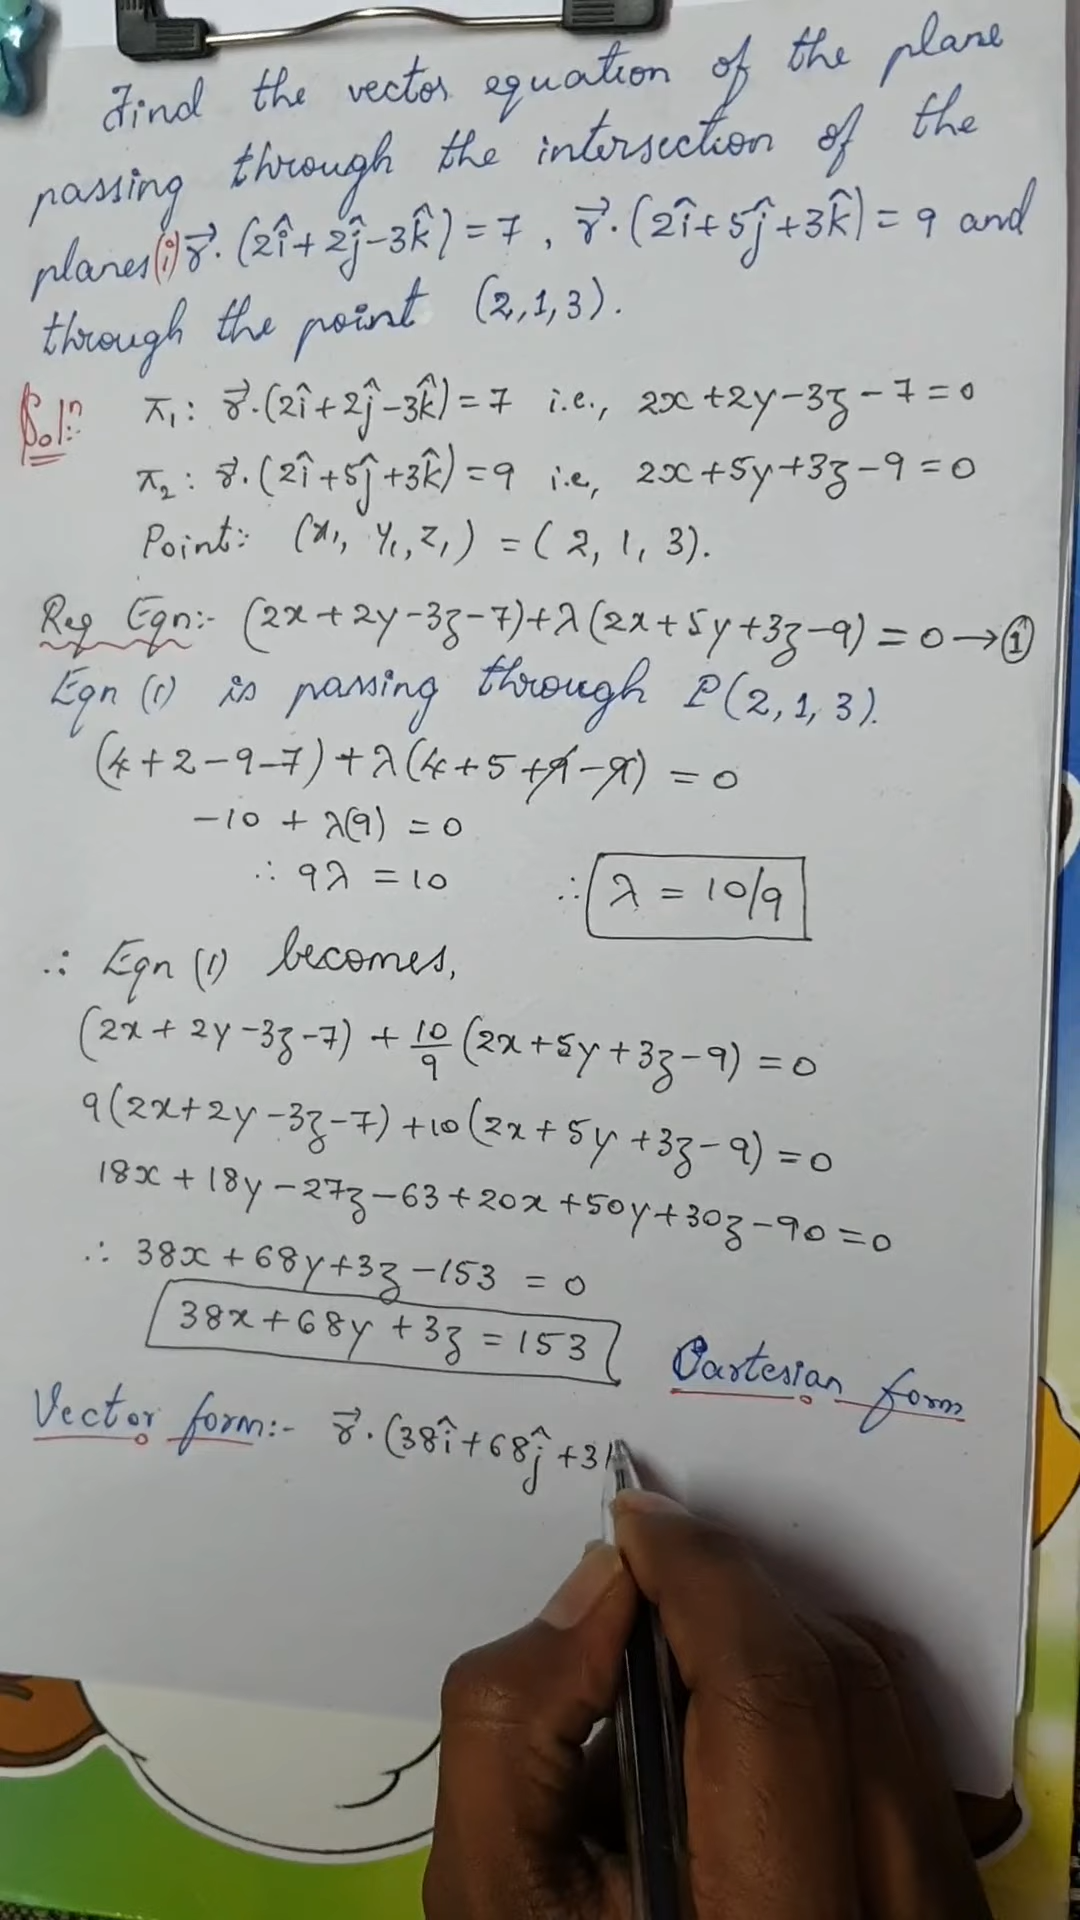 Find the vector equation of the plane
passing through the intersection of the
planes (i) r⃗.(2î+2ĵ-3k̂)=7, r⃗.(2î+5ĵ+3k̂)=9 and
through the point (2,1,3).
Sol:n π₁: r⃗.(2î+2ĵ-3k̂)=7 i.e., 2x+2y-3z-7=0
π₂: r⃗.(2î+5ĵ+3k̂)=9 i.e, 2x+5y+3z-9=0
Point:- (x₁, y₁, z₁) = (2, 1, 3).
Req Eqn:- (2x+2y-3z-7)+λ(2x+5y+3z-9)=0→①
Eqn (1) is passing through P(2,1,3).
(4+2-9-7)+λ(4+5+9-9)=0
-10+λ(9)=0
∴ 9λ=10 ∴ λ=10/9
∴ Eqn (1) becomes,
(2x+2y-3z-7)+10/9(2x+5y+3z-9)=0
9(2x+2y-3z-7)+10(2x+5y+3z-9)=0
18x+18y-27z-63+20x+50y+30z-90=0
∴ 38x+68y+3z-153=0
38x+68y+3z=153 Cartesian form
Vector form:- r⃗.(38î+68ĵ+3